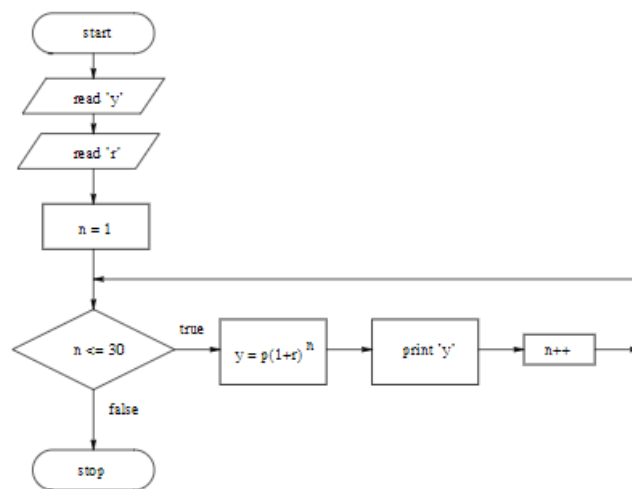 start
read 'y'
read 'r'
n = 1
n <= 30
true
y = p(1+r)^n
print 'y'
n++
false
stop